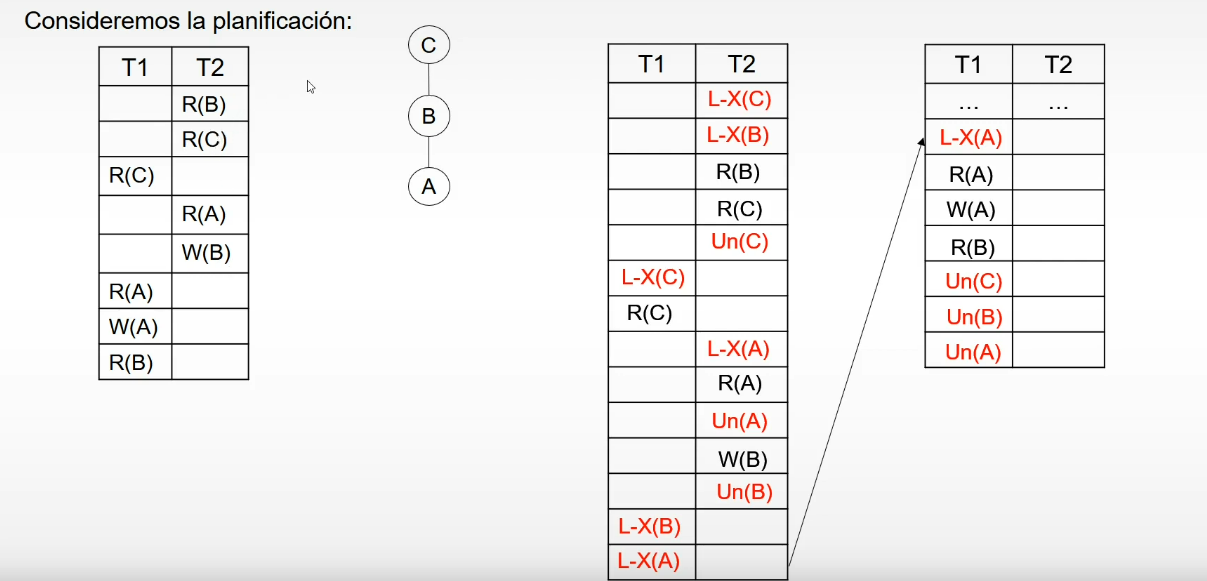 Consideremos la planificación:
T1 T2
R(B)
R(C)
R(C)
R(A)
W(B)
R(A)
W(A)
R(B)
C
B
A
T1 T2
L-X(C)
L-X(B)
R(B)
R(C)
Un(C)
L-X(C)
R(C)
L-X(A)
R(A)
Un(A)
W(B)
Un(B)
L-X(B)
L-X(A)
T1 T2
... ...
L-X(A)
R(A)
W(A)
R(B)
Un(C)
Un(B)
Un(A)